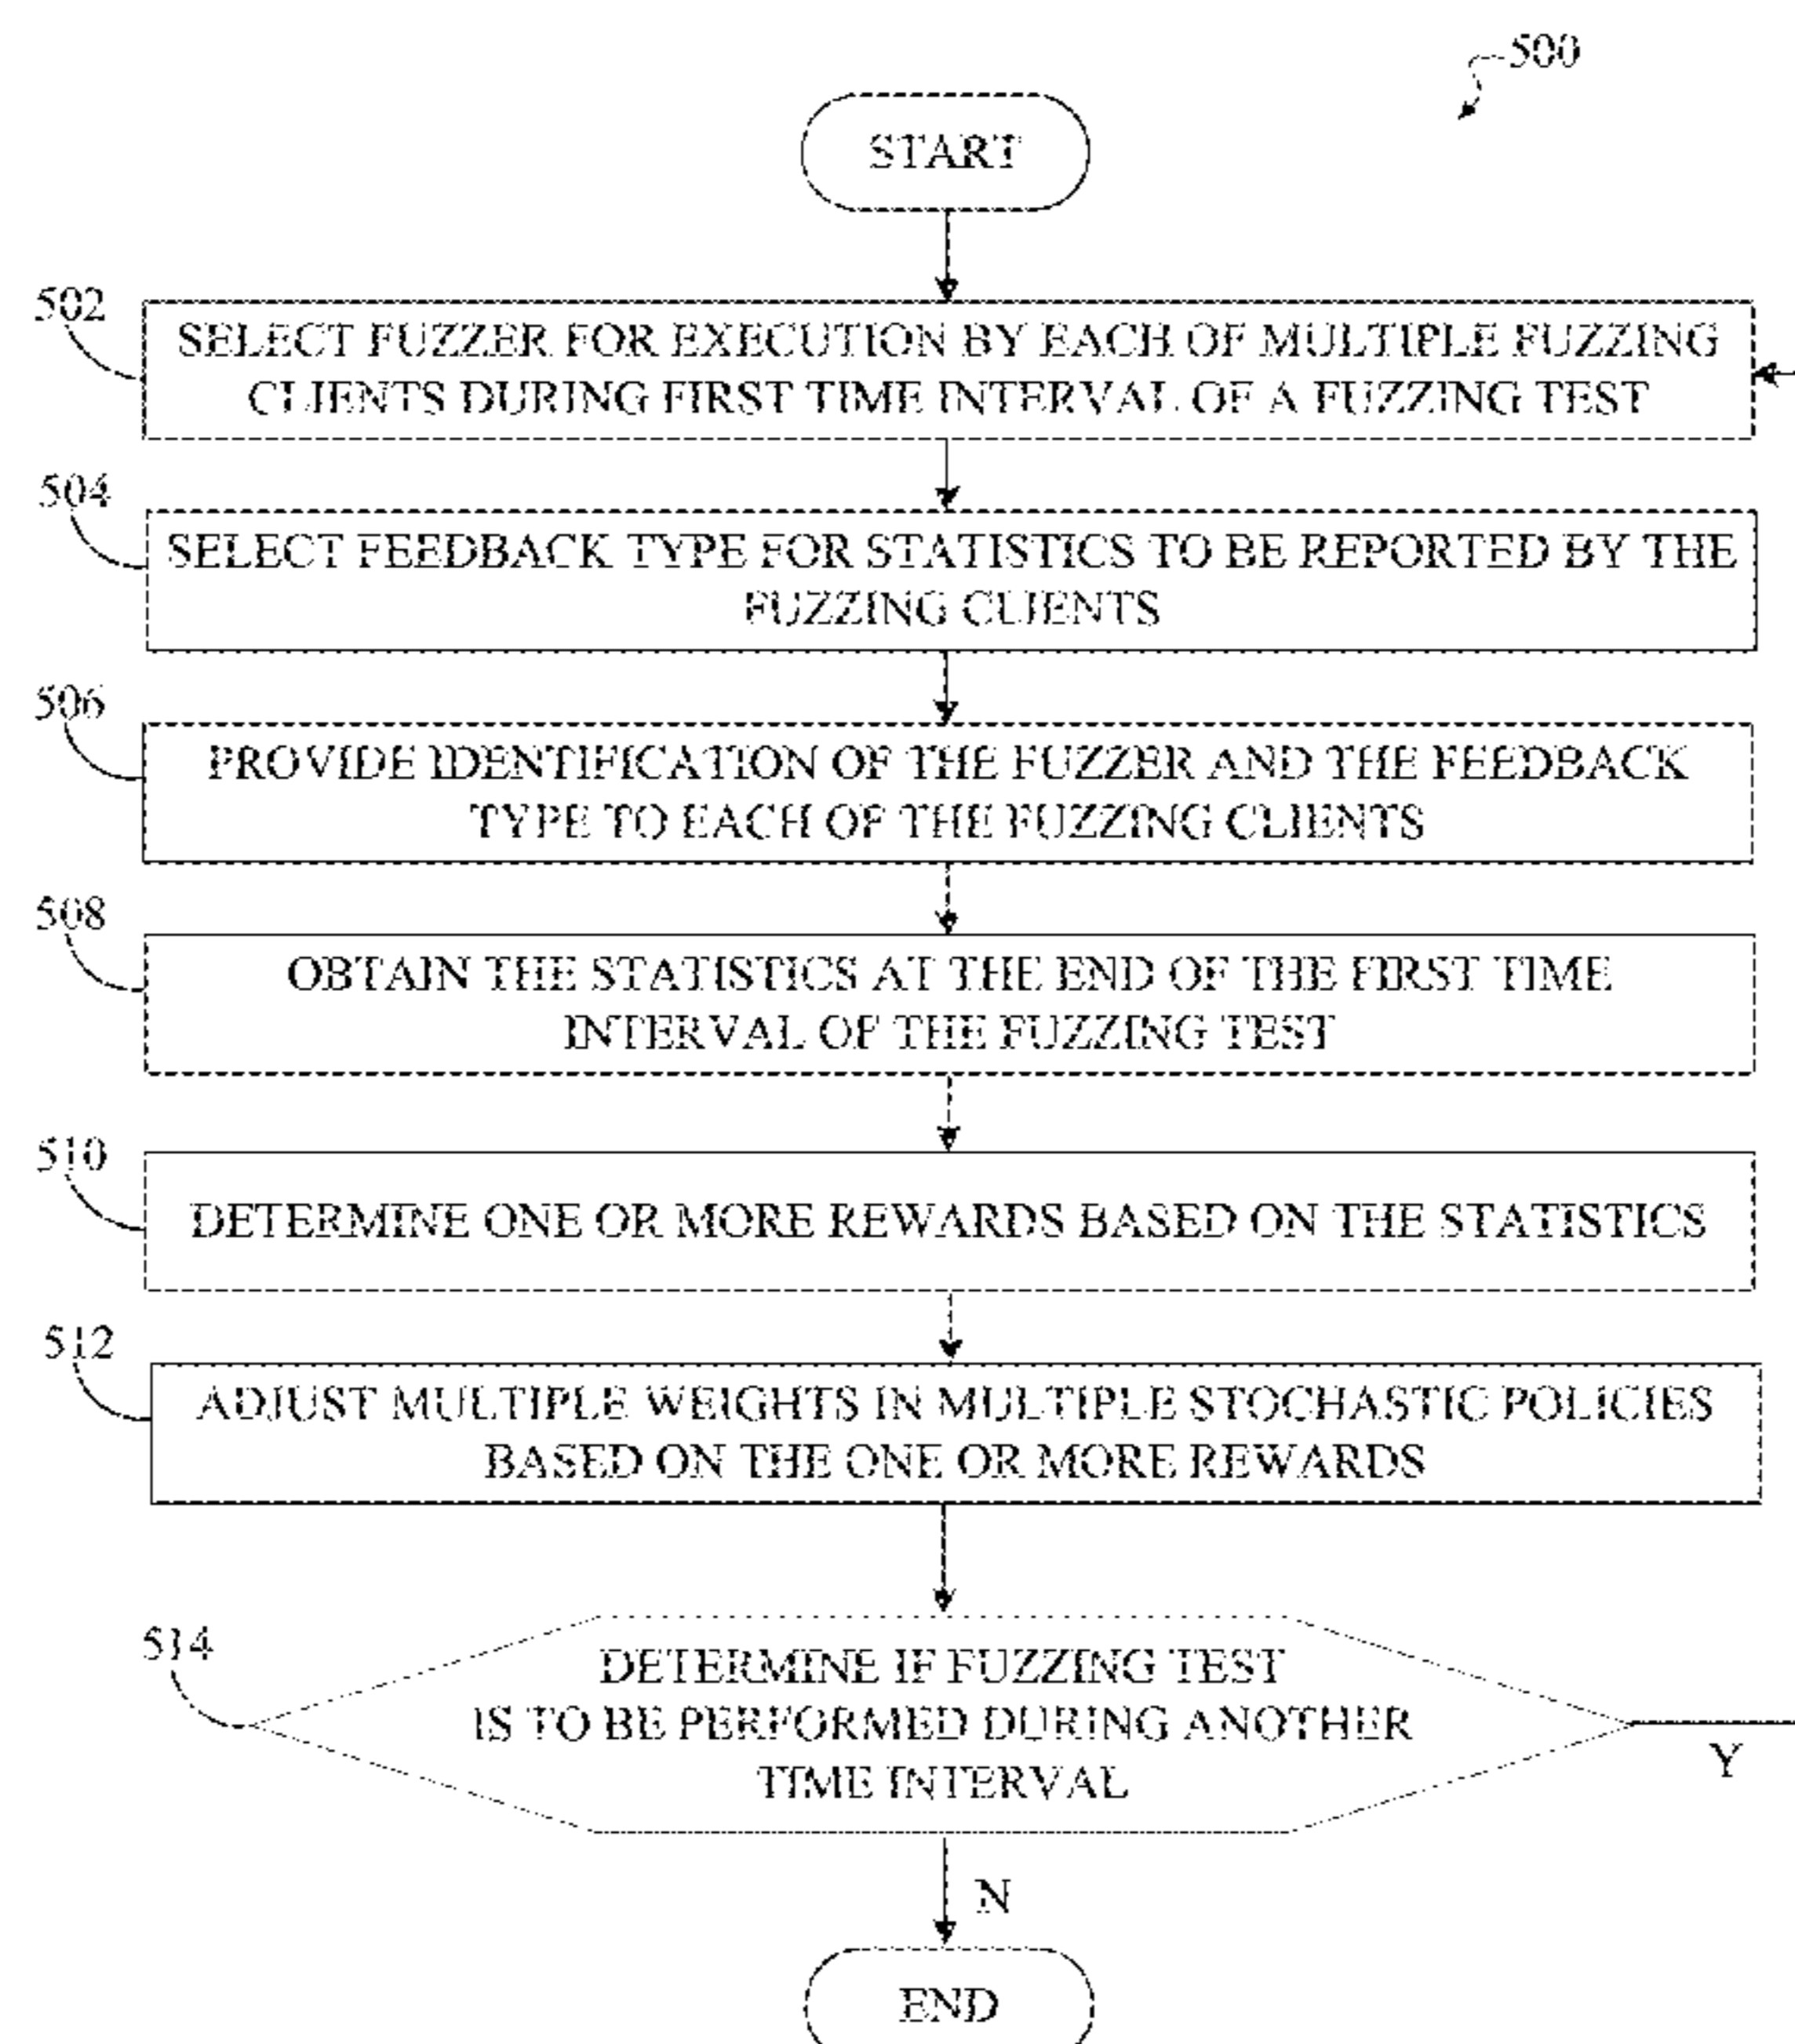 500
START
502
SELECT FUZZER FOR EXECUTION BY EACH OF MULTIPLE FUZZING
CLIENTS DURING FIRST TIME INTERVAL OF A FUZZING TEST
504
SELECT FEEDBACK TYPE FOR STATISTICS TO BE REPORTED BY THE
FUZZING CLIENTS
506
PROVIDE IDENTIFICATION OF THE FUZZER AND THE FEEDBACK
TYPE TO EACH OF THE FUZZING CLIENTS
508
OBTAIN THE STATISTICS AT THE END OF THE FIRST TIME
INTERVAL OF THE FUZZING TEST
510
DETERMINE ONE OR MORE REWARDS BASED ON THE STATISTICS
512
ADJUST MULTIPLE WEIGHTS IN MULTIPLE STOCHASTIC POLICIES
BASED ON THE ONE OR MORE REWARDS
514
DETERMINE IF FUZZING TEST
IS TO BE PERFORMED DURING ANOTHER
TIME INTERVAL
Y
N
END